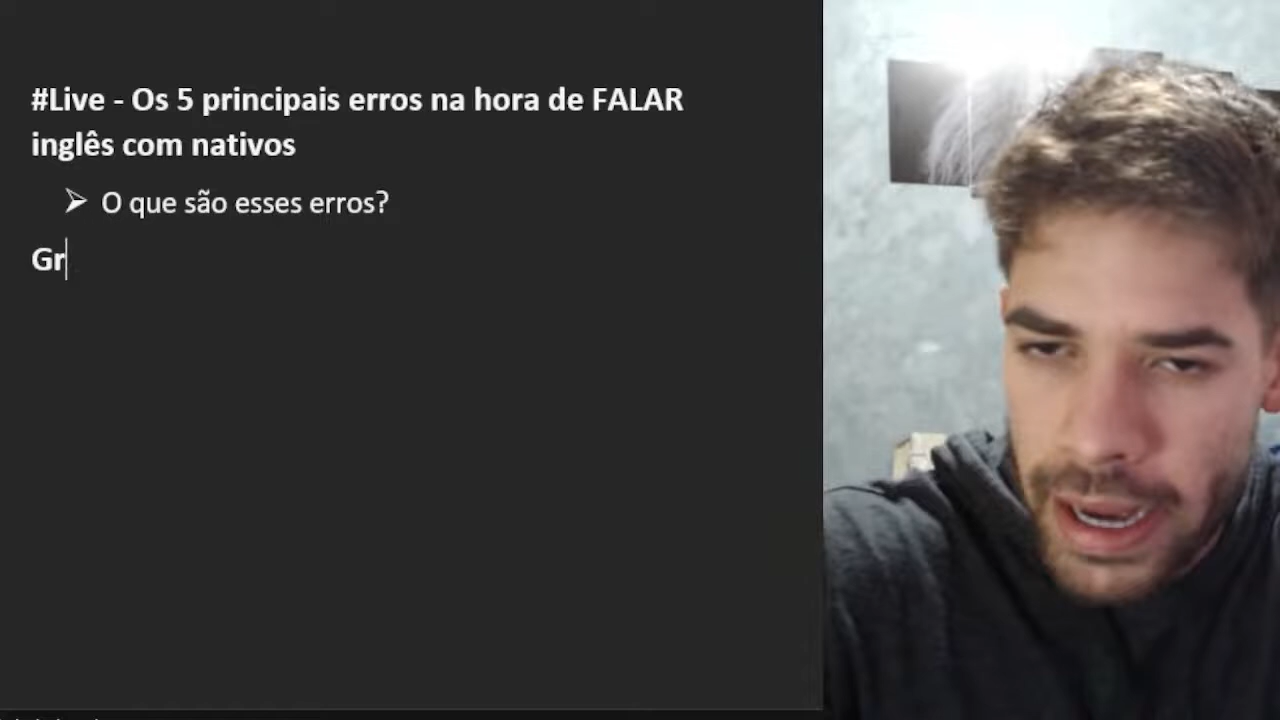 #Live - Os 5 principais erros na hora de FALAR
inglês com nativos
O que são esses erros?
Gr